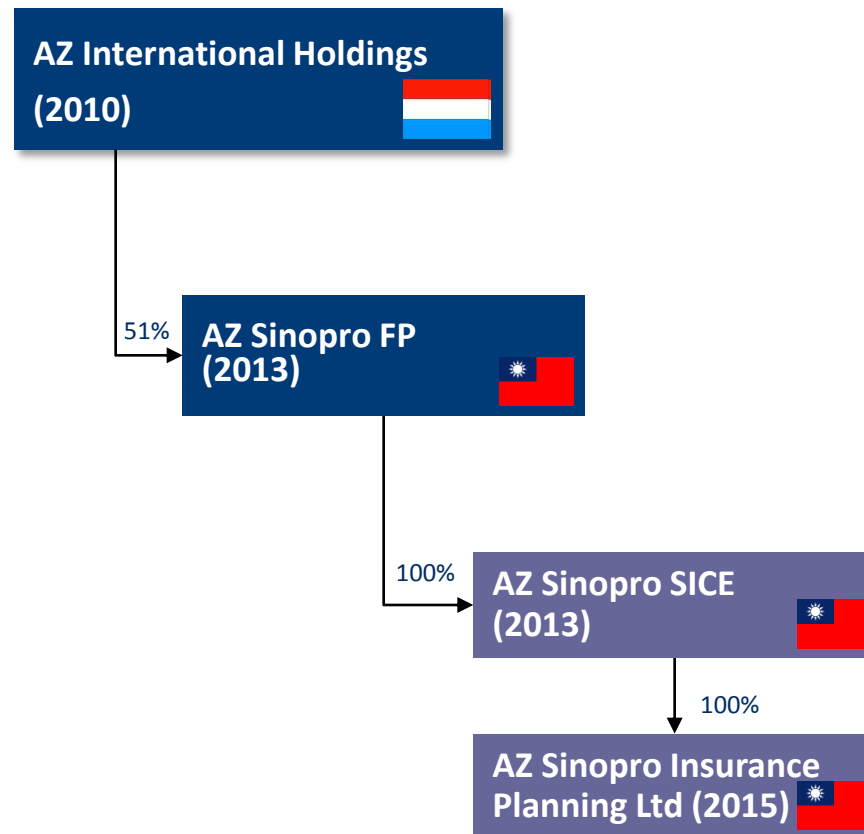 AZ International Holdings
(2010)
51%
AZ Sinopro FP
(2013)
100%
AZ Sinopro SICE
(2013)
100%
AZ Sinopro Insurance
Planning Ltd (2015)